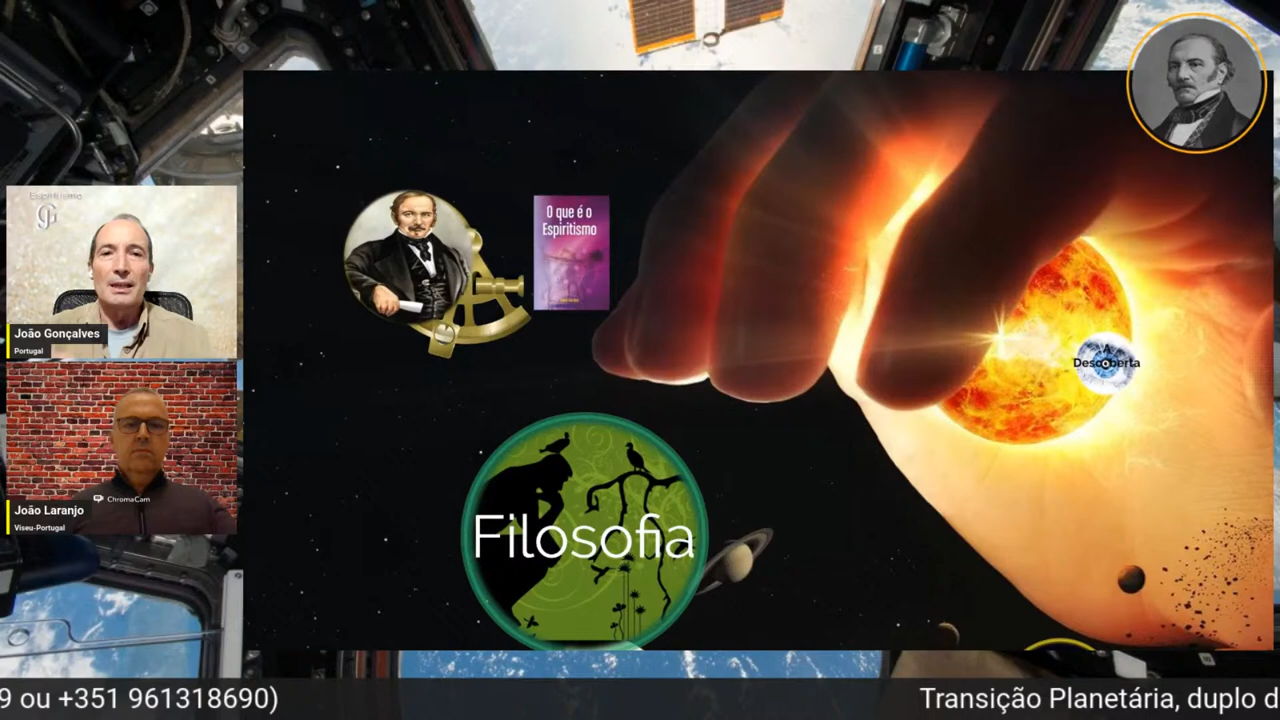 Espiritismo
João Gonçalves
Portugal
ChromaCam
João Laranjo
Viseu-Portugal
O que é o
Espiritismo
A
Descoberta
Filosofia
9 ou +351 961318690)
Transição Planetária, duplo d